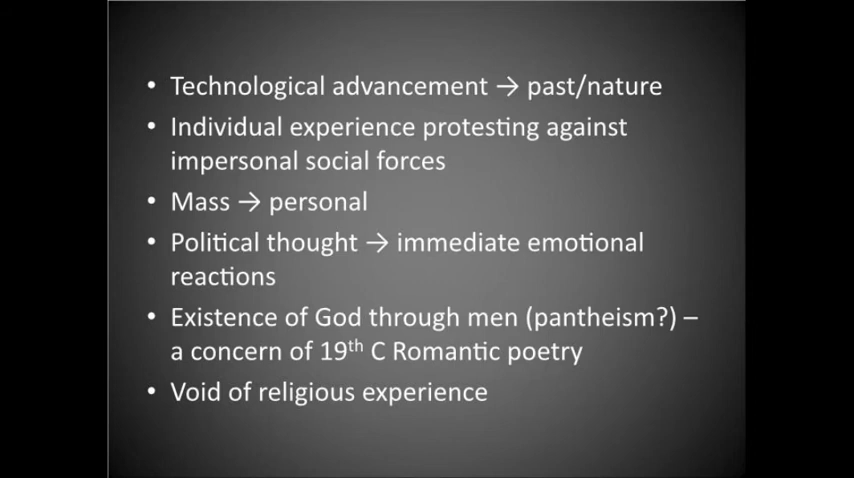 • Technological advancement → past/nature
• Individual experience protesting against
impersonal social forces
• Mass → personal
• Political thought → immediate emotional
reactions
• Existence of God through men (pantheism?) –
a concern of 19th C Romantic poetry
• Void of religious experience